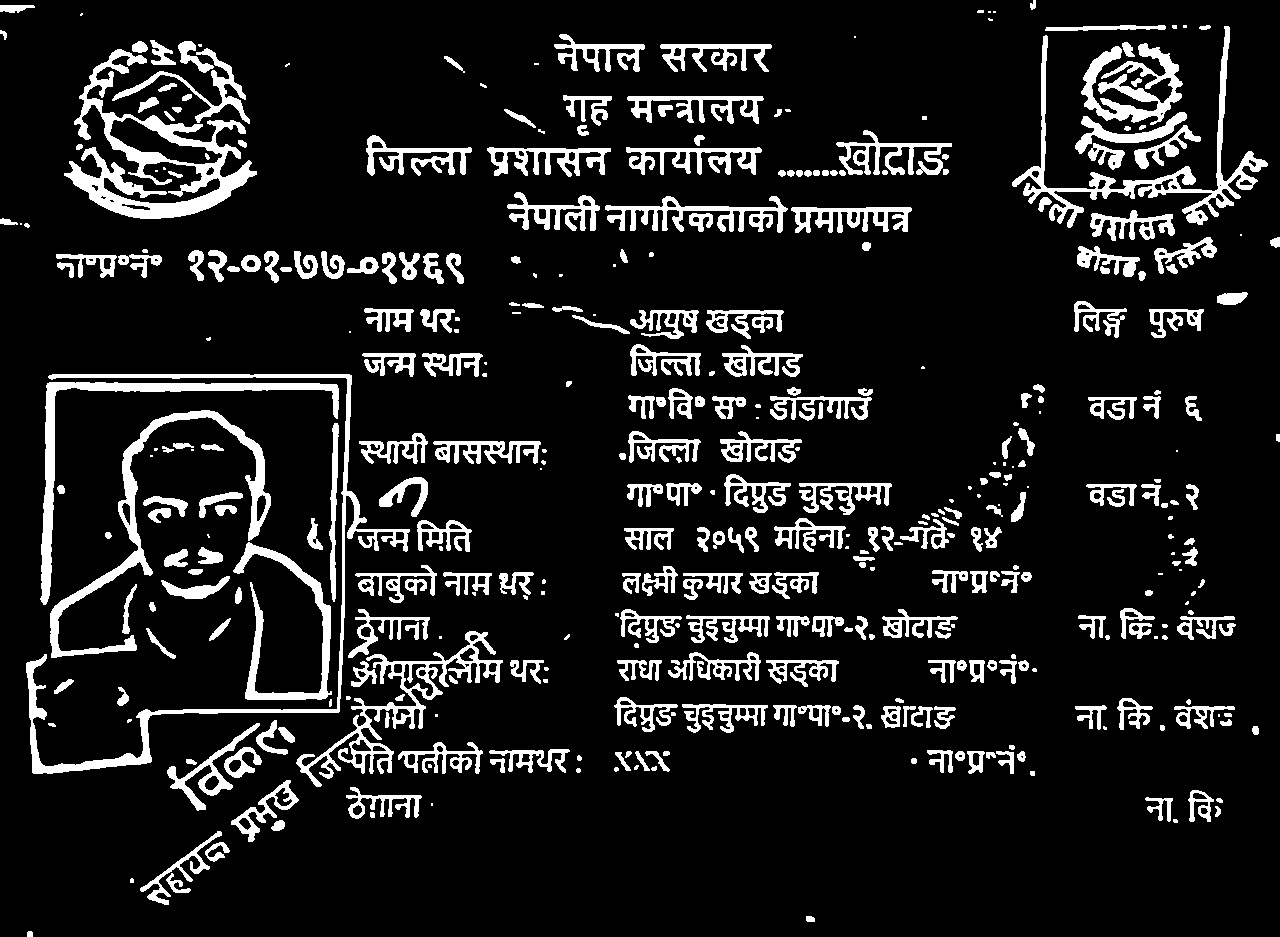 नेपाल सरकार
गृह मन्त्रालय
जिल्ला प्रशासन कार्यालय ........खोटाङ
नेपाली नागरिकताको प्रमाणपत्र
नेपाल सरकार
गृह मन्त्रालय
जिल्ला प्रशासन कार्यालय
खोटाङ, दिक्तेल
ना॰प्र॰नं॰ १२-०१-७७-०१४६९
नाम थर: आयुष खड्का लिङ्ग पुरुष
जन्म स्थान: जिल्ला . खोटाङ
गा॰वि॰ स॰ : डाँडागाउँ वडा नं ६
स्थायी बासस्थान: जिल्ला खोटाङ
गा॰पा॰ . दिप्रुङ चुइचुम्मा वडा नं. २
जन्म मिति साल २०५९ महिना: १२ गते १४
बाबुको नाम थर : लक्ष्मी कुमार खड्का ना॰प्र॰नं॰
ठेगाना दिप्रुङ चुइचुम्मा गा॰पा॰-२, खोटाङ ना. कि.: वंशज
आमाको नाम थर: राधा अधिकारी खड्का ना॰प्र॰नं॰
ठेगाना दिप्रुङ चुइचुम्मा गा॰पा॰-२, खोटाङ ना. कि . वंशज
पति पत्नीको नामथर : XXX ना॰प्र॰नं॰.
ठेगाना ना. कि
सहायक प्रमुख जिल्ला अधिकारी